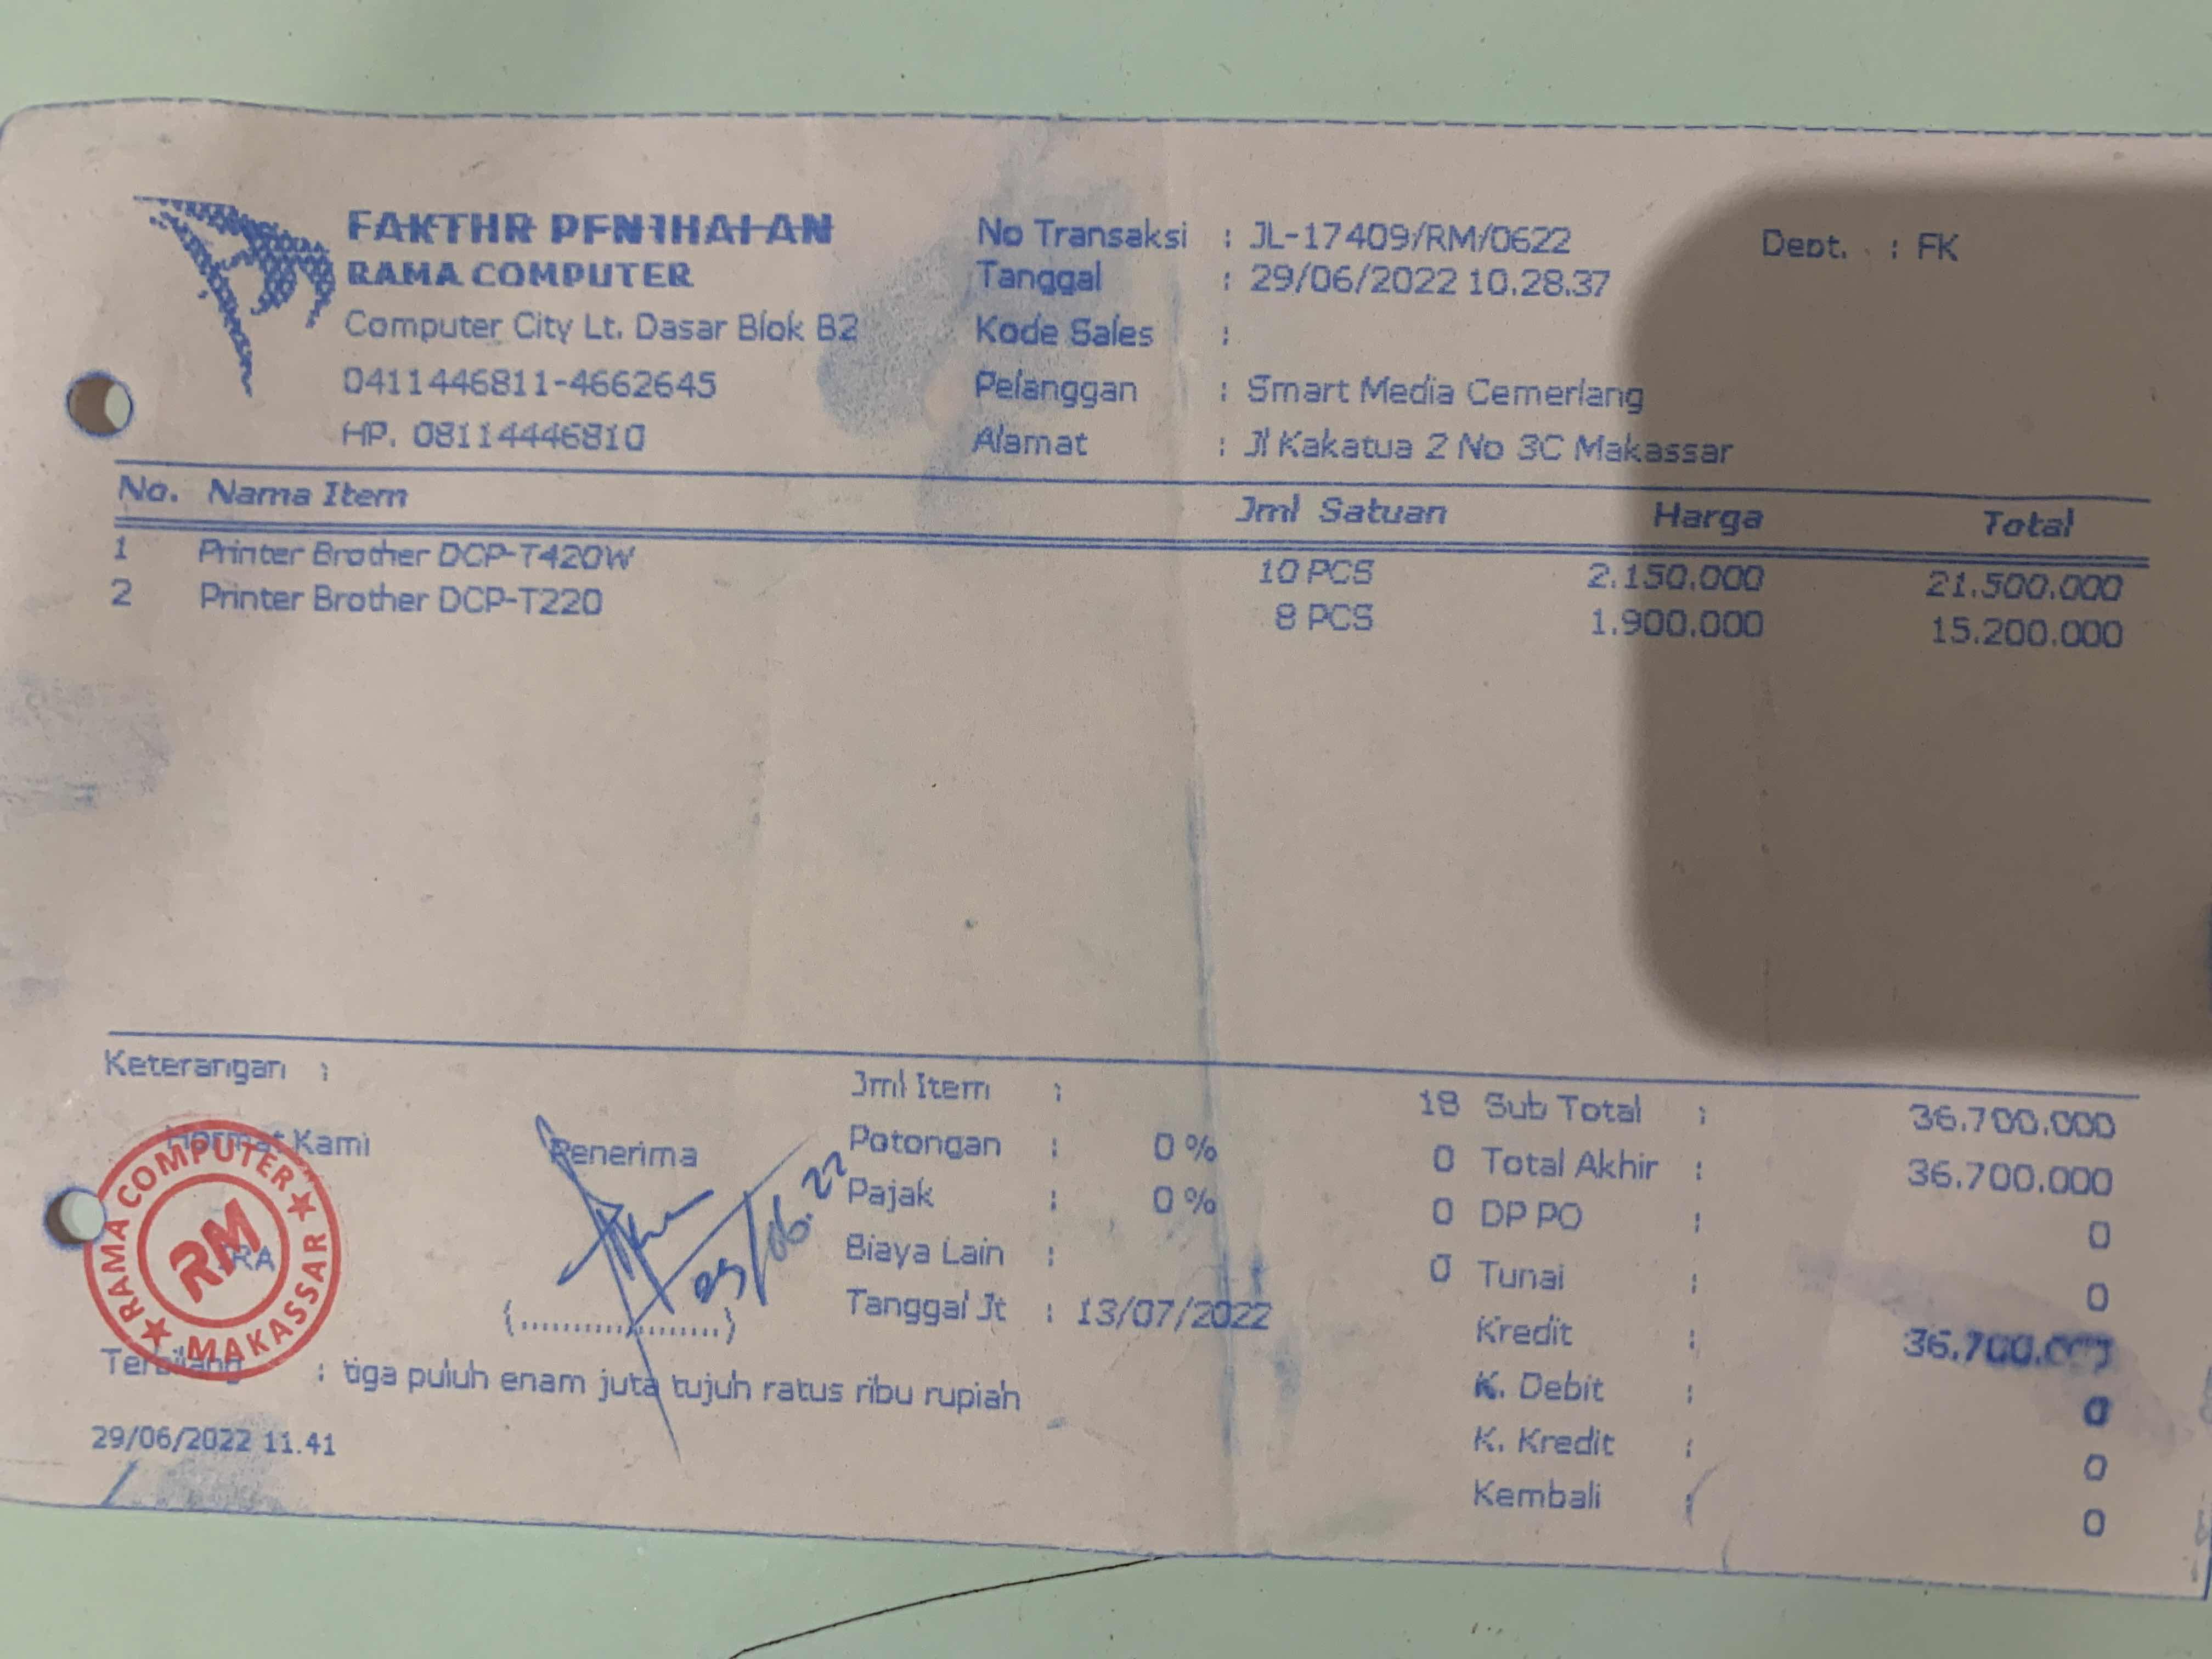 FAKTUR PENJUALAN
RAMA COMPUTER
Computer City Lt. Dasar Blok B2
0411446811-4662645
HP. 08114446810
No Transaksi : JL-17409/RM/0622
Tanggal : 29/06/2022 10.28.37
Kode Sales :
Pelanggan : Smart Media Cemerlang
Alamat : Jl Kakatua 2 No 3C Makassar
Dept. : FK
No. Nama Item Jml Satuan Harga Total
1 Printer Brother DCP-T420W 10 PCS 2.150.000 21.500.000
2 Printer Brother DCP-T220 8 PCS 1.900.000 15.200.000
Keterangan :
Hormat Kami
Penerima
RAMA COMPUTER
RM
MAKASSAR
RA
(....................)
Jml Item : 18
Potongan : 0 % 0
Pajak : 0 % 0
Biaya Lain : 0
Tanggal Jt : 13/07/2022
Sub Total : 36.700.000
Total Akhir : 36.700.000
DP PO : 0
Tunai : 0
Kredit : 36.700.000
K. Debit : 0
K. Kredit : 0
Kembali : 0
Terbilang : tiga puluh enam juta tujuh ratus ribu rupiah
29/06/2022 11.41